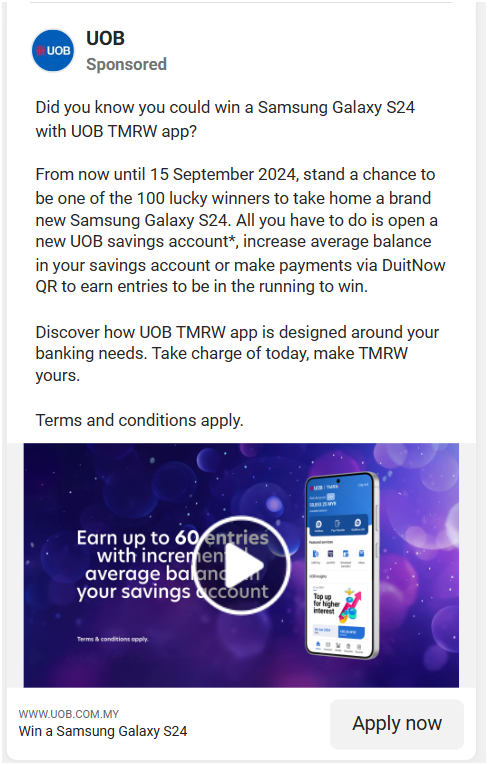 UOB
UOB
Sponsored
Did you know you could win a Samsung Galaxy S24
with UOB TMRW app?
From now until 15 September 2024, stand a chance to
be one of the 100 lucky winners to take home a brand
new Samsung Galaxy S24. All you have to do is open a
new UOB savings account*, increase average balance
in your savings account or make payments via DuitNow
QR to earn entries to be in the running to win.
Discover how UOB TMRW app is designed around your
banking needs. Take charge of today, make TMRW
yours.
Terms and conditions apply.
Earn up to 60 entries
with incremental
average balance in
your savings account
Terms & conditions apply.
UOB TMRW
Featured services
Top up
for higher
interest
WWW.UOB.COM.MY
Win a Samsung Galaxy S24
Apply now